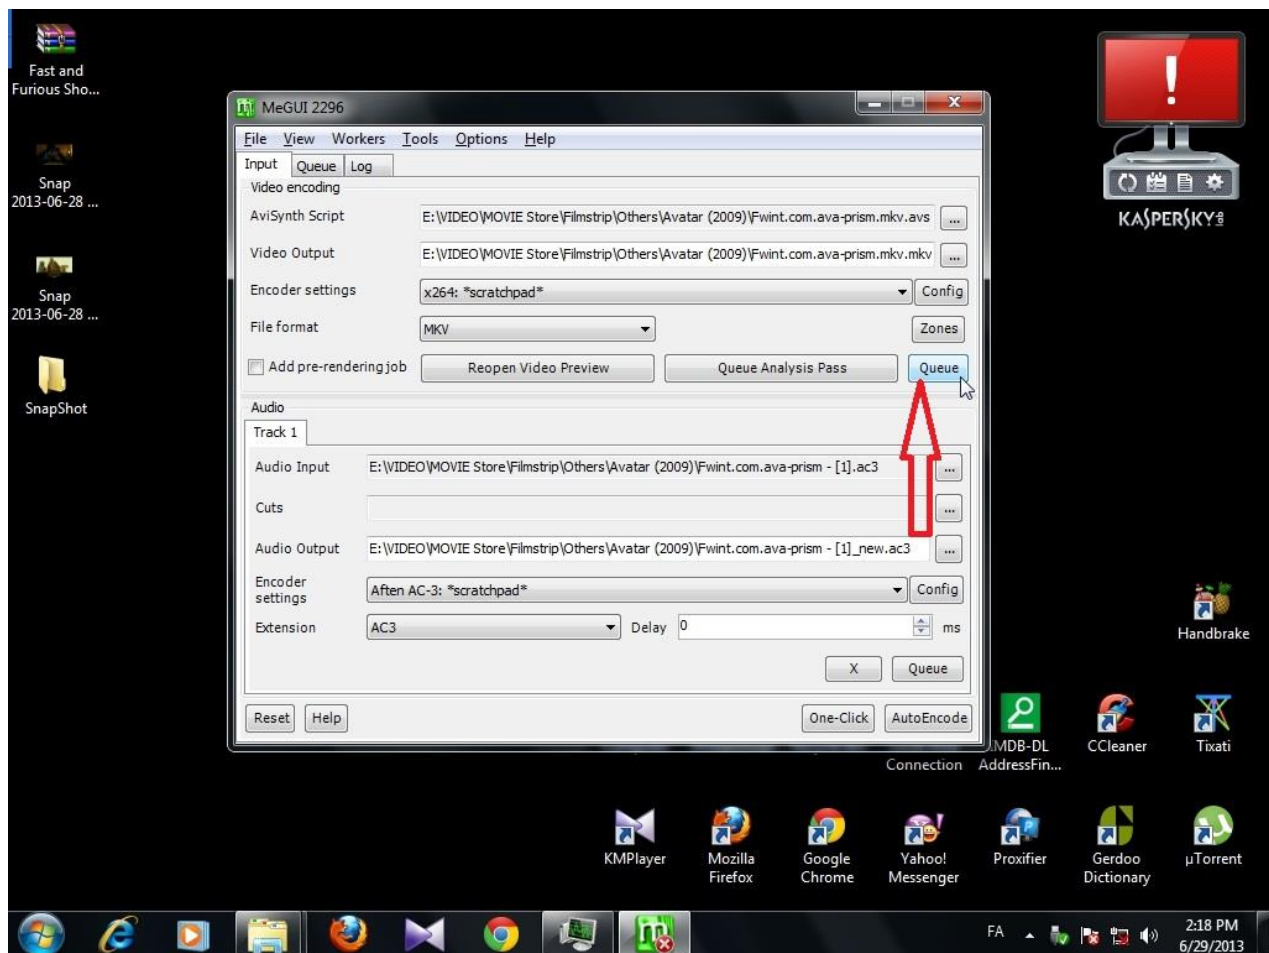 Fast and
Furious Sho...
Snap
2013-06-28 ...
Snap
2013-06-28 ...
SnapShot
MeGUI 2296
File View Workers Tools Options Help
Input Queue Log
Video encoding
AviSynth Script E:\VIDEO\MOVIE Store\Filmstrip\Others\Avatar (2009)\Fwint.com.ava-prism.mkv.avs ...
Video Output E:\VIDEO\MOVIE Store\Filmstrip\Others\Avatar (2009)\Fwint.com.ava-prism.mkv.mkv ...
Encoder settings x264: *scratchpad* Config
File format MKV Zones
Add pre-rendering job Reopen Video Preview Queue Analysis Pass Queue
Audio
Track 1
Audio Input E:\VIDEO\MOVIE Store\Filmstrip\Others\Avatar (2009)\Fwint.com.ava-prism - [1].ac3 ...
Cuts ...
Audio Output E:\VIDEO\MOVIE Store\Filmstrip\Others\Avatar (2009)\Fwint.com.ava-prism - [1]_new.ac3 ...
Encoder
settings Aften AC-3: *scratchpad* Config
Extension AC3 Delay 0 ms
X Queue
Reset Help One-Click AutoEncode
!
KASPERSKY
Handbrake
Connection
MDB-DL
AddressFin...
CCleaner
Tixati
KMPlayer
Mozilla
Firefox
Google
Chrome
Yahoo!
Messenger
Proxifier
Gerdoo
Dictionary
µTorrent
FA
2:18 PM
6/29/2013